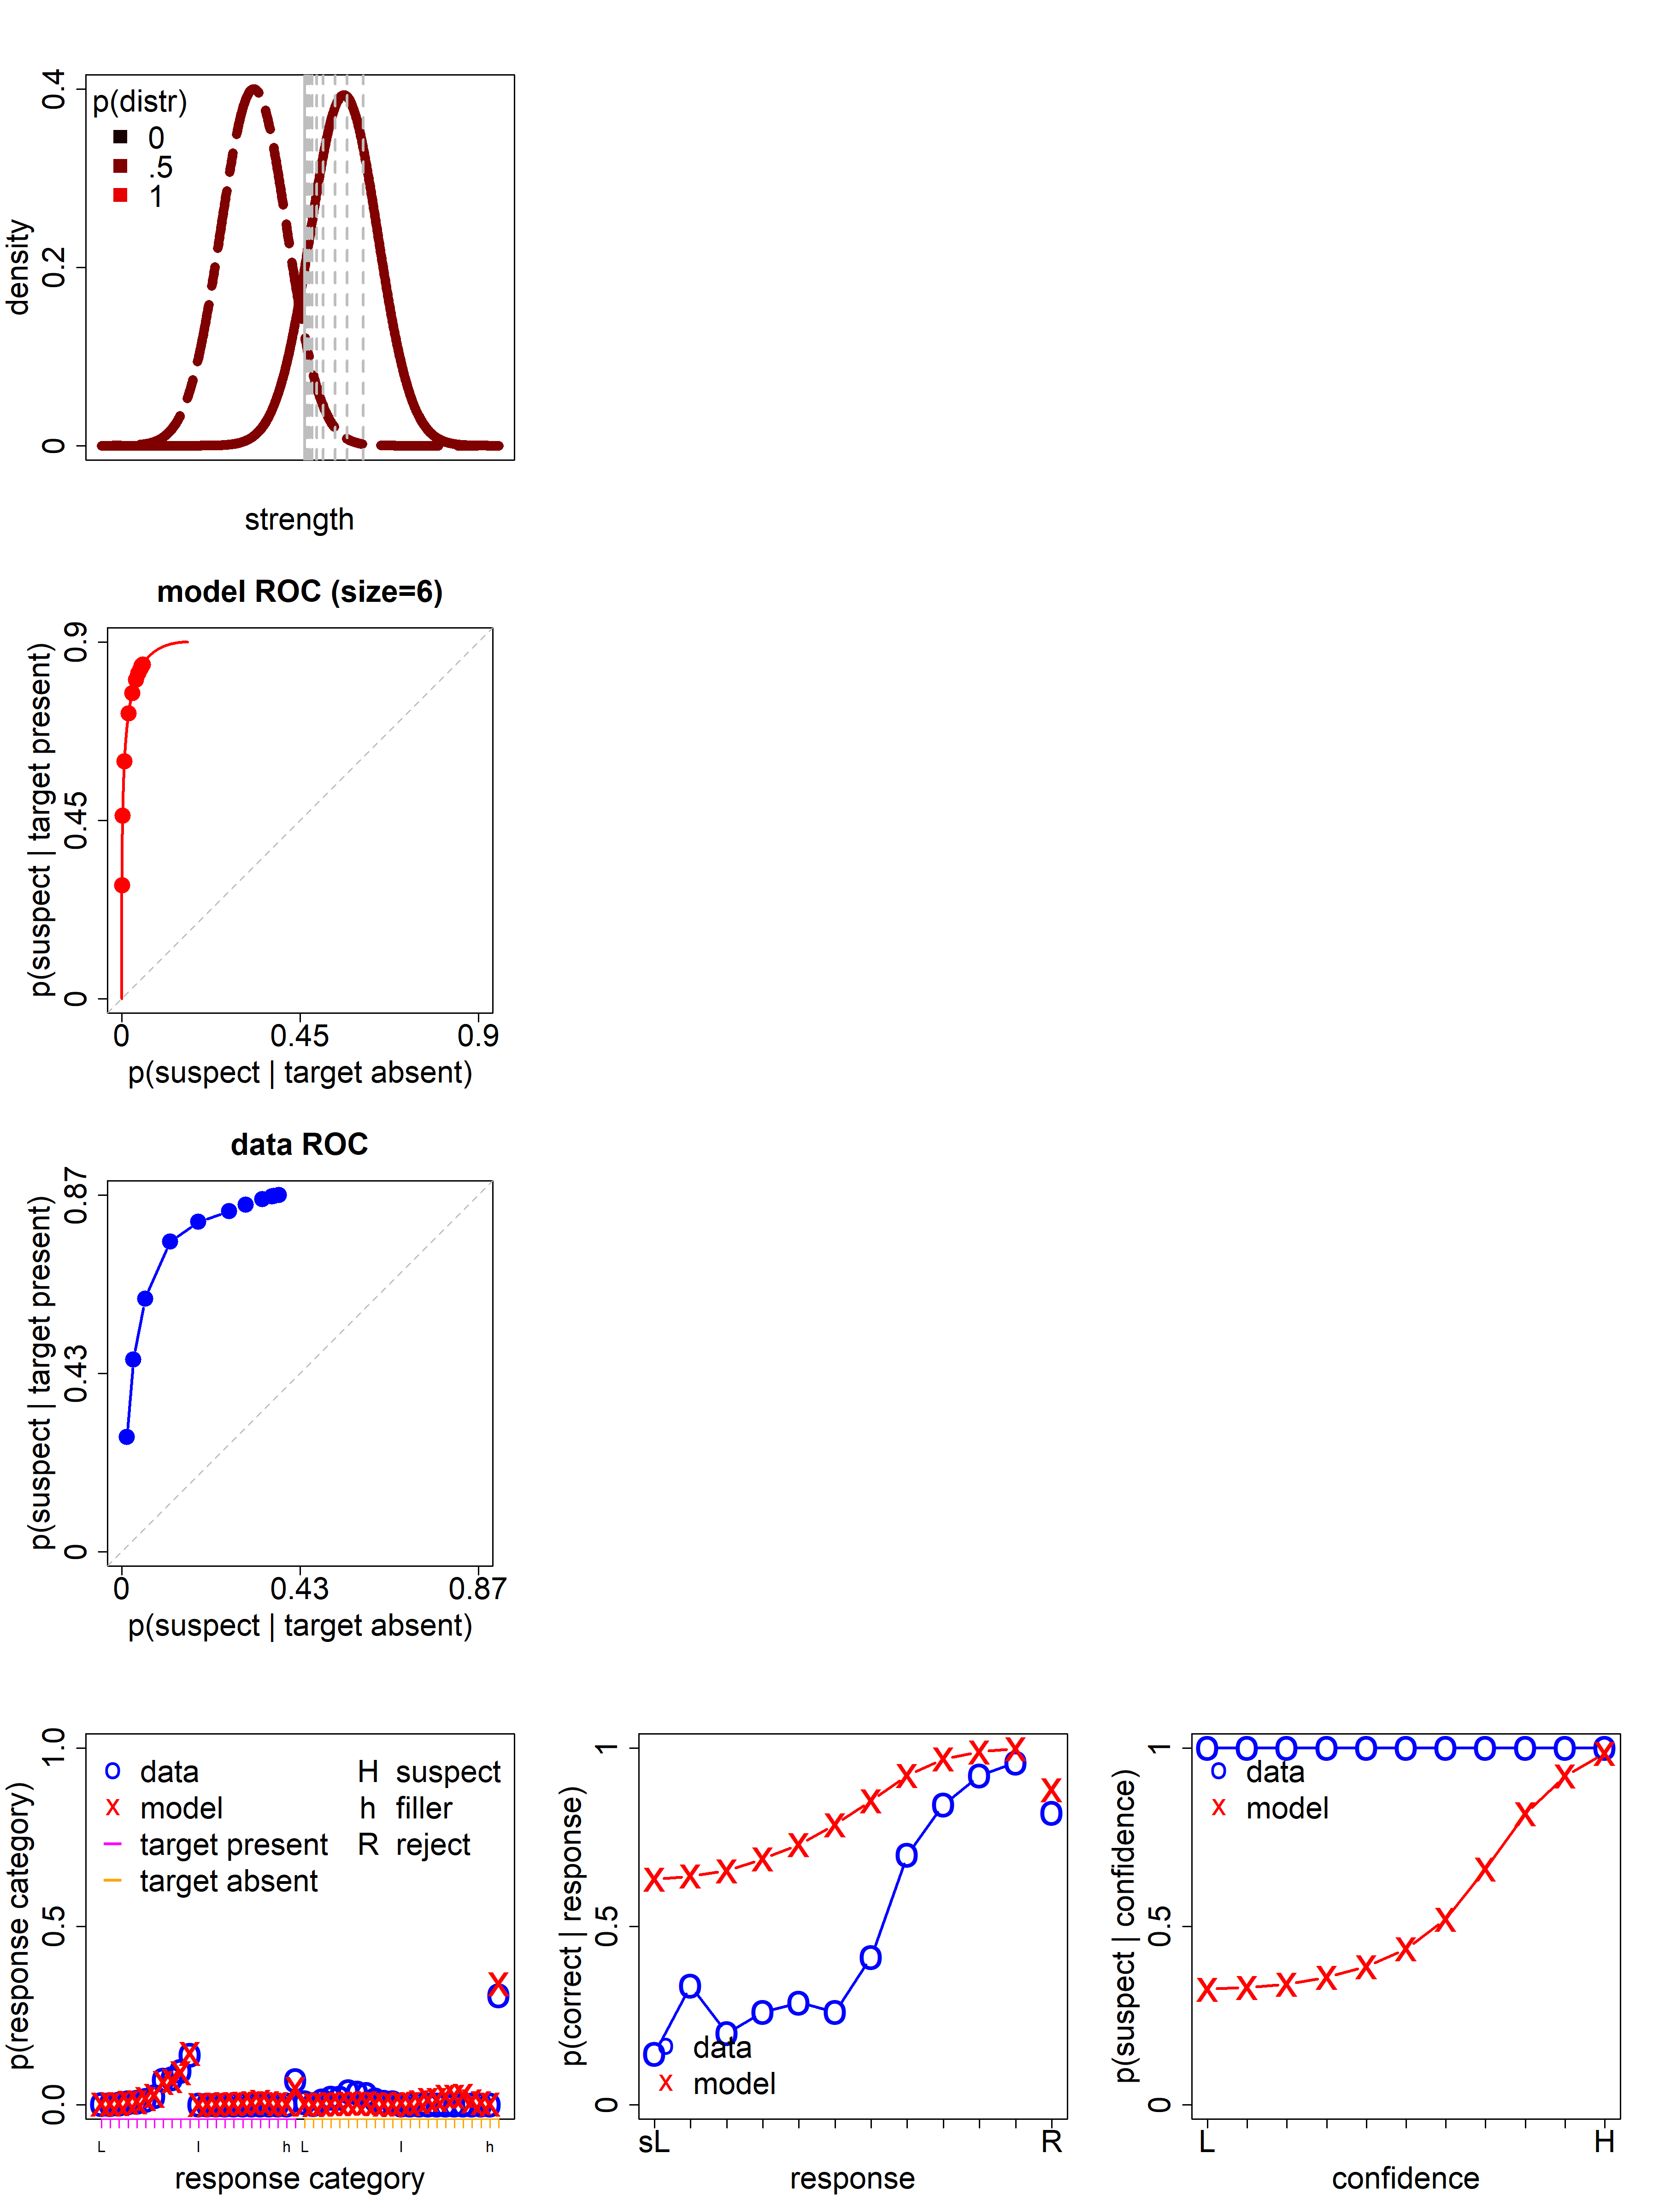 p(distr)
0
.5
1
density
0 0.2 0.4
strength
model ROC (size=6)
p(suspect | target present)
0 0.45 0.9
0 0.45 0.9
p(suspect | target absent)
data ROC
p(suspect | target present)
0 0.43 0.87
0 0.43 0.87
p(suspect | target absent)
p(response category)
0.0 0.5 1.0
o data H suspect
x model h filler
target present R reject
target absent
L l h L l h
response category
p(correct | response)
0 0.5 1
o data
x model
sL R
response
p(suspect | confidence)
0 0.5 1
o data
x model
L H
confidence